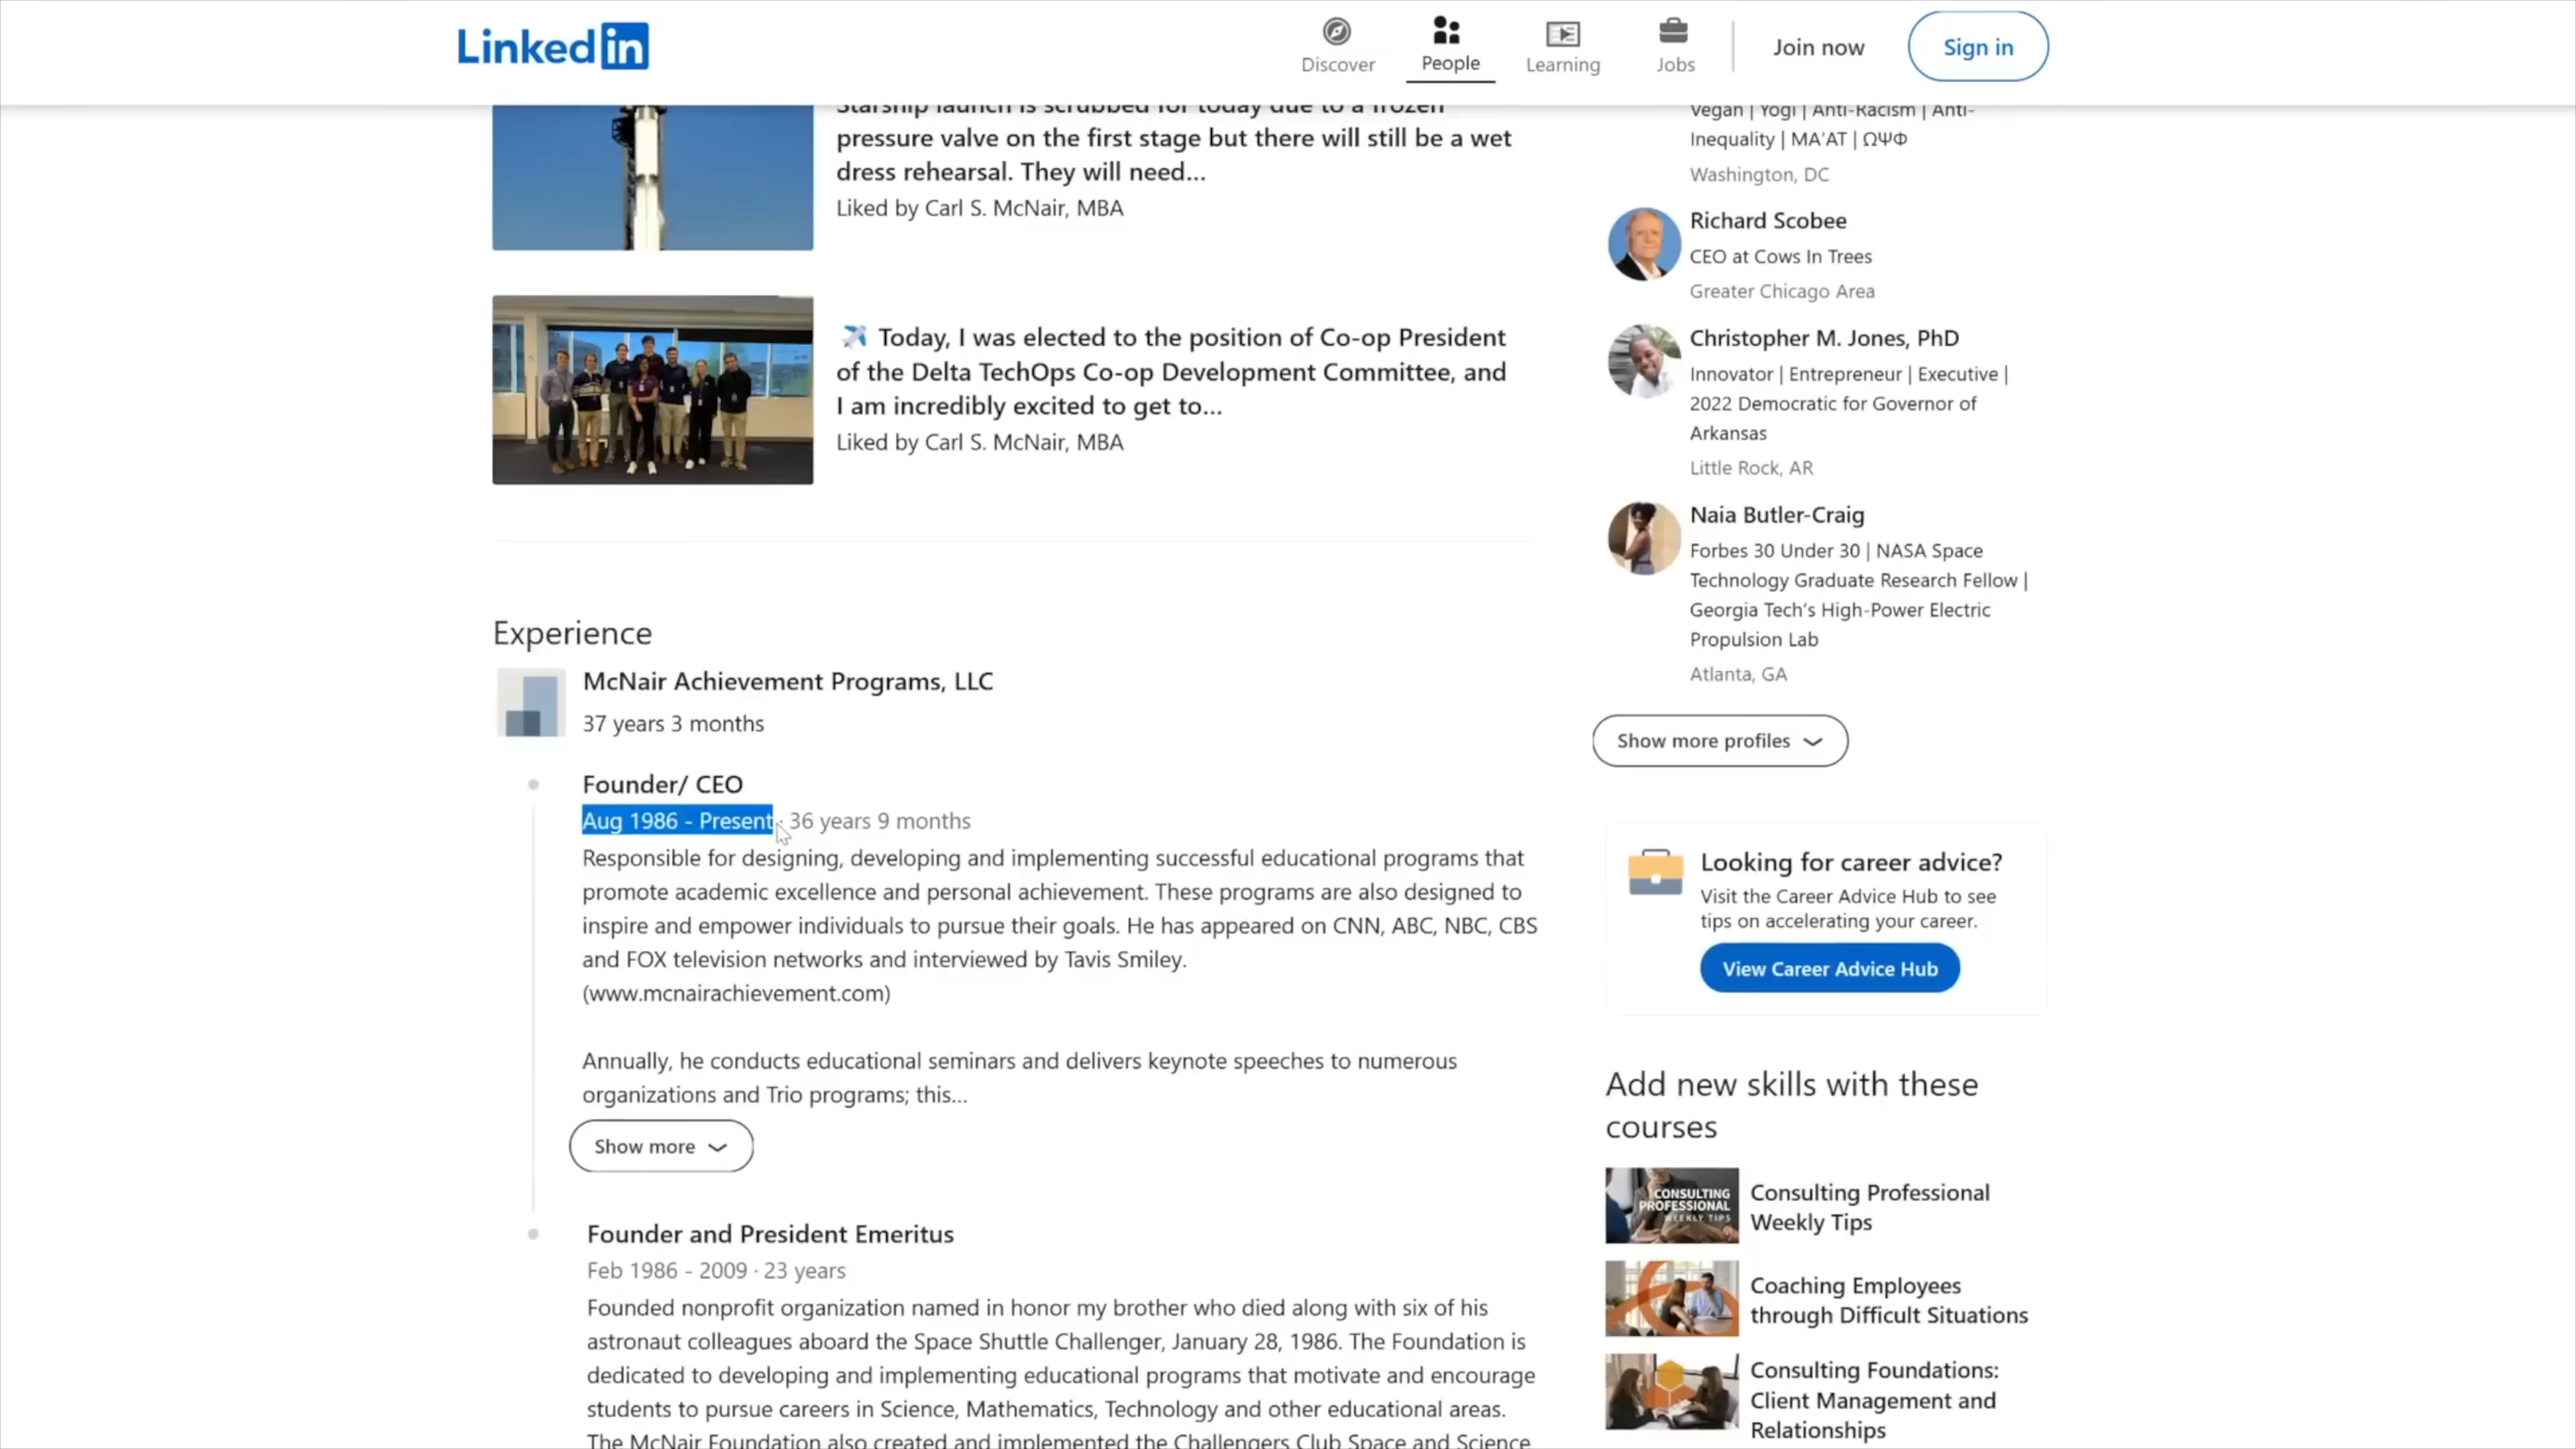 LinkedIn
Discover
People
Learning
Jobs
Join now
Sign in
Starship launch is scrubbed for today due to a frozen
pressure valve on the first stage but there will still be a wet
dress rehearsal. They will need...
Liked by Carl S. McNair, MBA
Today, I was elected to the position of Co-op President
of the Delta TechOps Co-op Development Committee, and
I am incredibly excited to get to...
Liked by Carl S. McNair, MBA
Experience
McNair Achievement Programs, LLC
37 years 3 months
Founder/ CEO
Aug 1986 - Present · 36 years 9 months
Responsible for designing, developing and implementing successful educational programs that
promote academic excellence and personal achievement. These programs are also designed to
inspire and empower individuals to pursue their goals. He has appeared on CNN, ABC, NBC, CBS
and FOX television networks and interviewed by Tavis Smiley.
(www.mcnairachievement.com)
Annually, he conducts educational seminars and delivers keynote speeches to numerous
organizations and Trio programs; this...
Show more
Founder and President Emeritus
Feb 1986 - 2009 · 23 years
Founded nonprofit organization named in honor my brother who died along with six of his
astronaut colleagues aboard the Space Shuttle Challenger, January 28, 1986. The Foundation is
dedicated to developing and implementing educational programs that motivate and encourage
students to pursue careers in Science, Mathematics, Technology and other educational areas.
The McNair Foundation also created and implemented the Challengers Club Space and Science
Vegan | Yogi | Anti-Racism | Anti-
Inequality | MA'AT | ΩΨΦ
Washington, DC
Richard Scobee
CEO at Cows In Trees
Greater Chicago Area
Christopher M. Jones, PhD
Innovator | Entrepreneur | Executive |
2022 Democratic for Governor of
Arkansas
Little Rock, AR
Naia Butler-Craig
Forbes 30 Under 30 | NASA Space
Technology Graduate Research Fellow |
Georgia Tech's High-Power Electric
Propulsion Lab
Atlanta, GA
Show more profiles
Looking for career advice?
Visit the Career Advice Hub to see
tips on accelerating your career.
View Career Advice Hub
Add new skills with these
courses
CONSULTING
PROFESSIONAL
WEEKLY TIPS
Consulting Professional
Weekly Tips
Coaching Employees
through Difficult Situations
Consulting Foundations:
Client Management and
Relationships